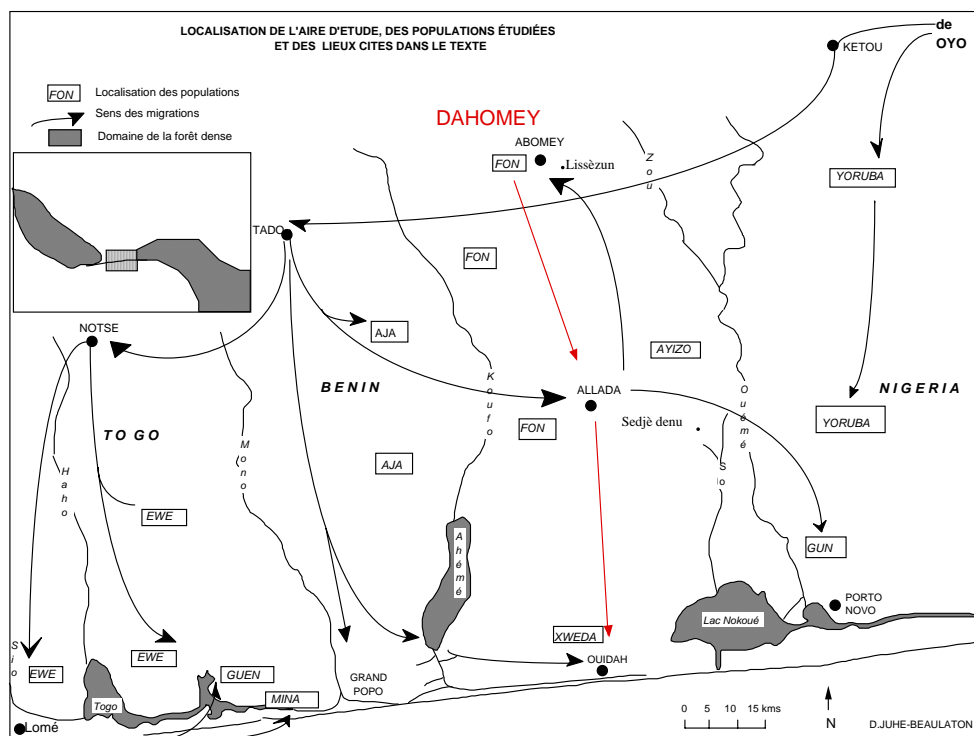 LOCALISATION DE L'AIRE D'ETUDE, DES POPULATIONS ÉTUDIÉES
ET DES LIEUX CITES DANS LE TEXTE
de
OYO
KETOU
FON
Localisation des populations
Sens des migrations
Domaine de la forêt dense
DAHOMEY
ABOMEY
FON
Lissèzun
Zou
YORUBA
TADO
FON
NOTSE
AJA
AYIZO
BENIN
Koufo
ALLADA
Ouémé
NIGERIA
TOGO
FON
Sedjè denu
YORUBA
Haho
Mono
AJA
So
EWE
Ahémé
GUN
PORTO
NOVO
Lac Nokoué
XWEDA
Sio
EWE
EWE
GUEN
GRAND
POPO
OUIDAH
Togo
MINA
Lomé
0 5 10 15 kms
N
D.JUHE-BEAULATON